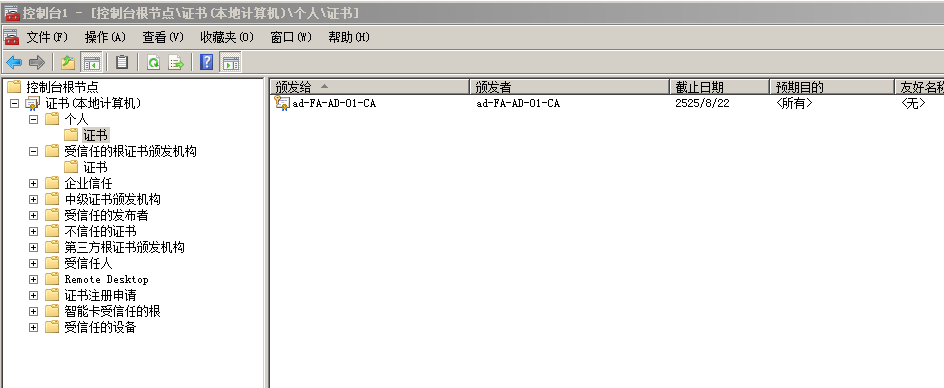 控制台1 - [控制台根节点\证书(本地计算机)\个人\证书]
文件(F) 操作(A) 查看(V) 收藏夹(O) 窗口(W) 帮助(H)
控制台根节点
证书(本地计算机)
个人
证书
受信任的根证书颁发机构
证书
企业信任
中级证书颁发机构
受信任的发布者
不信任的证书
第三方根证书颁发机构
受信任人
Remote Desktop
证书注册申请
智能卡受信任的根
受信任的设备
颁发给 颁发者 截止日期 预期目的 友好名称
ad-FA-AD-01-CA ad-FA-AD-01-CA 2525/8/22 <所有> <无>